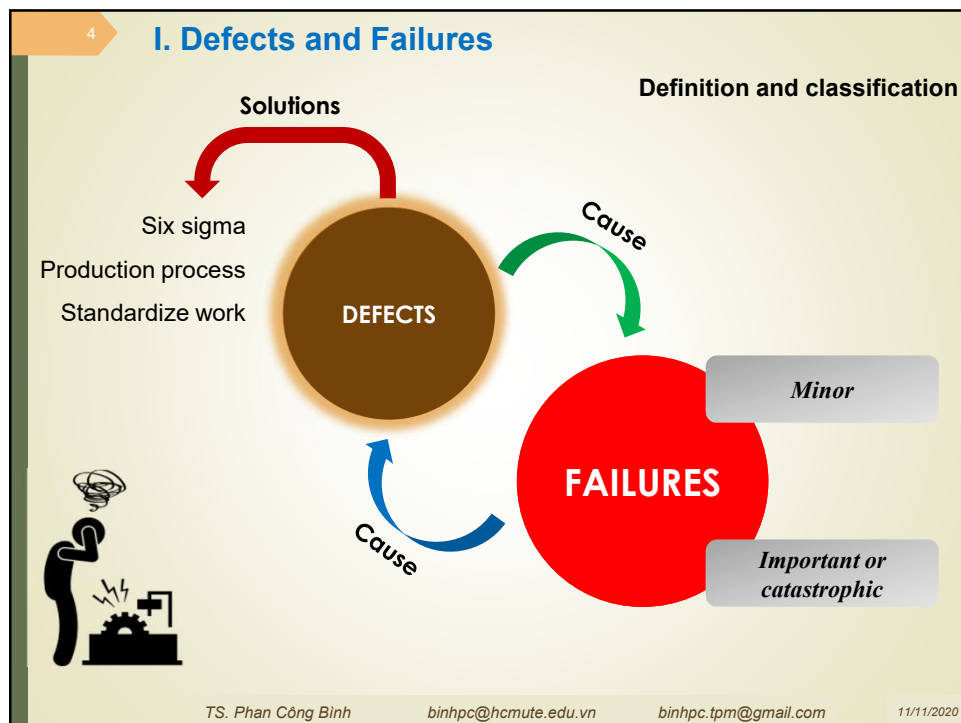 4
I. Defects and Failures
Definition and classification
Solutions
Six sigma
Production process
Standardize work
DEFECTS
Cause
Minor
FAILURES
Cause
Important or
catastrophic
TS. Phan Công Bình binhpc@hcmute.edu.vn binhpc.tpm@gmail.com 11/11/2020